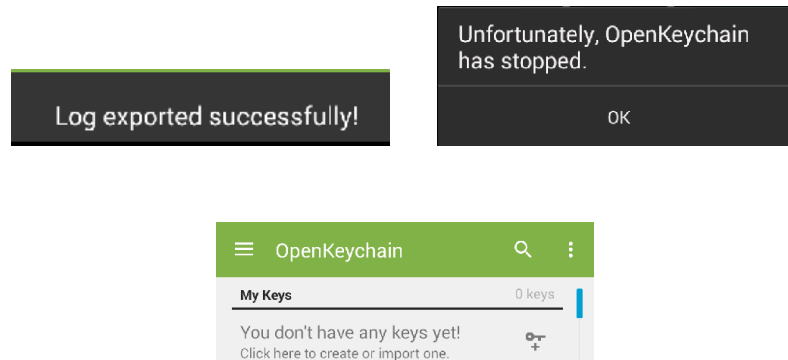 Log exported successfully!
Unfortunately, OpenKeychain
has stopped.
OK
OpenKeychain
My Keys 0 keys
You don't have any keys yet!
Click here to create or import one.